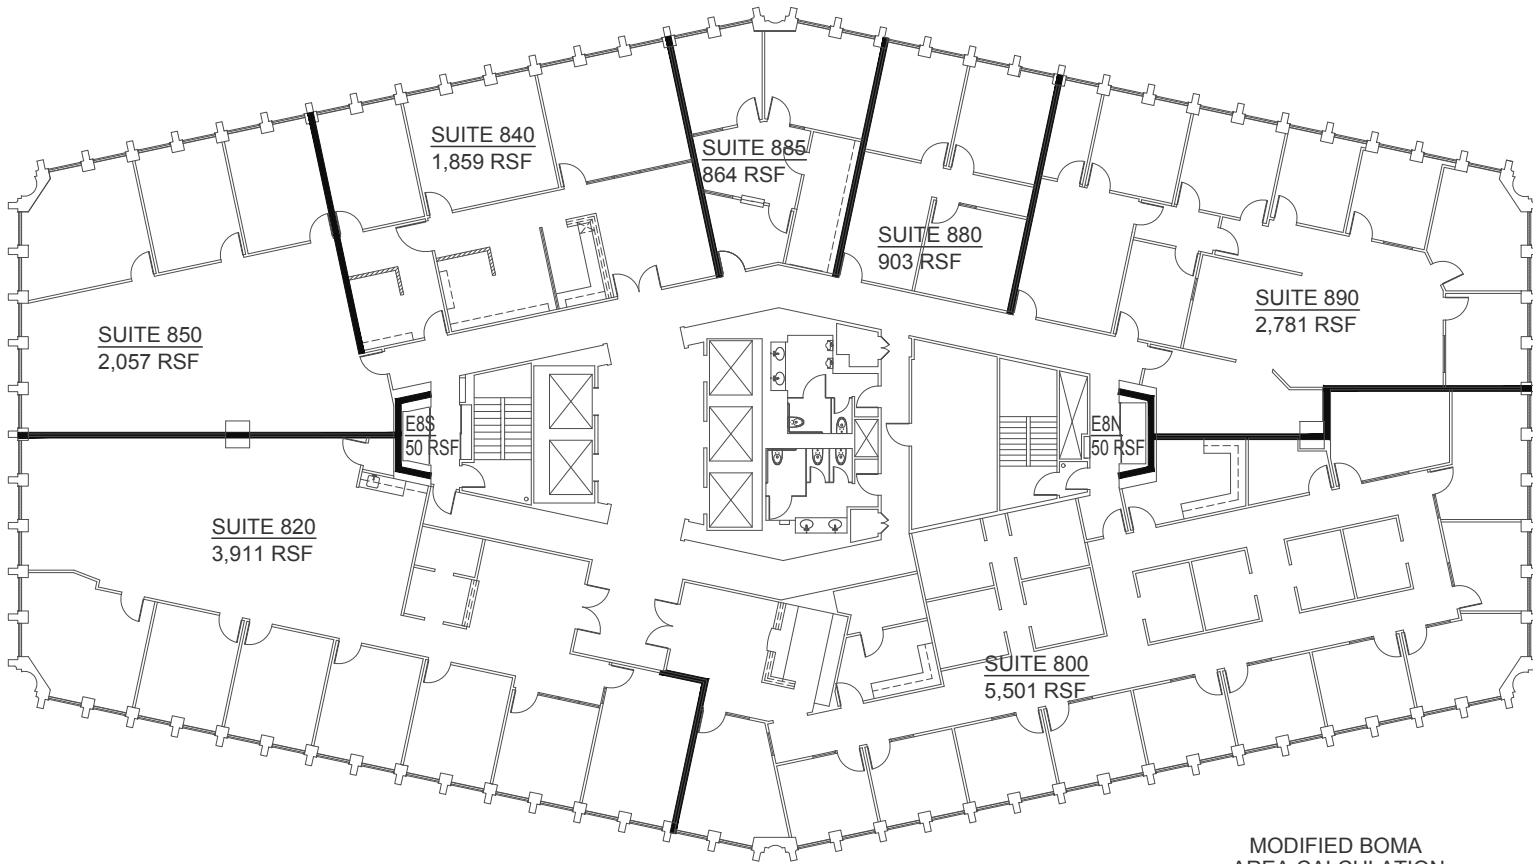 SUITE 840
1,859 RSF
SUITE 885
864 RSF
SUITE 880
903 RSF
SUITE 890
2,781 RSF
SUITE 850
2,057 RSF
E8S
50 RSF
E8N
50 RSF
SUITE 820
3,911 RSF
SUITE 800
5,501 RSF
MODIFIED BOMA
AREA CALCULATION